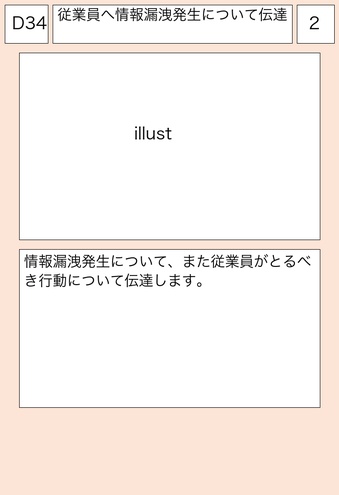 D34
従業員へ情報漏洩発生について伝達
2
illust
情報漏洩発生について、また従業員がとるべ
き行動について伝達します。